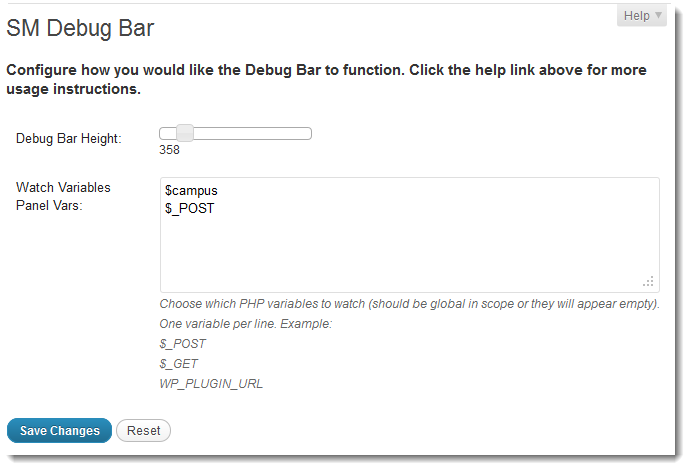 Help
SM Debug Bar
Configure how you would like the Debug Bar to function. Click the help link above for more
usage instructions.
Debug Bar Height:
358
Watch Variables
Panel Vars:
$campus
$_POST
Choose which PHP variables to watch (should be global in scope or they will appear empty).
One variable per line. Example:
$_POST
$_GET
WP_PLUGIN_URL
Save Changes
Reset